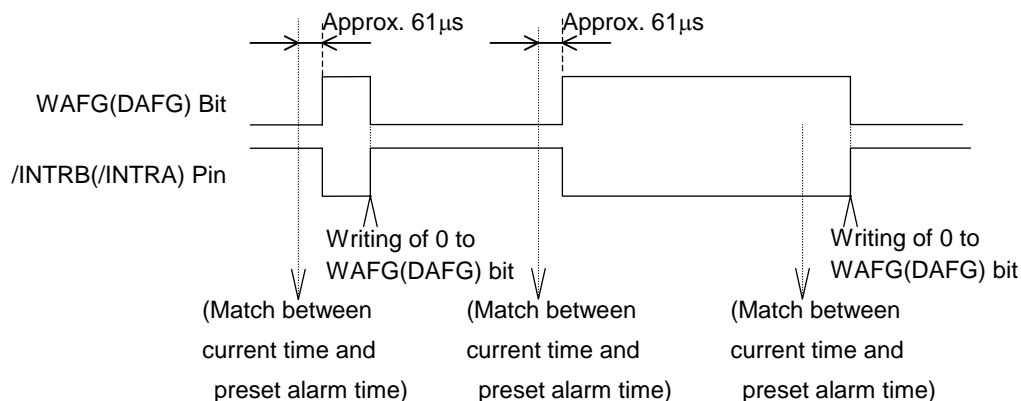 Approx. 61μs
Approx. 61μs
WAFG(DAFG) Bit
/INTRB(/INTRA) Pin
Writing of 0 to
WAFG(DAFG) bit
Writing of 0 to
WAFG(DAFG) bit
(Match between
current time and
preset alarm time)
(Match between
current time and
preset alarm time)
(Match between
current time and
preset alarm time)